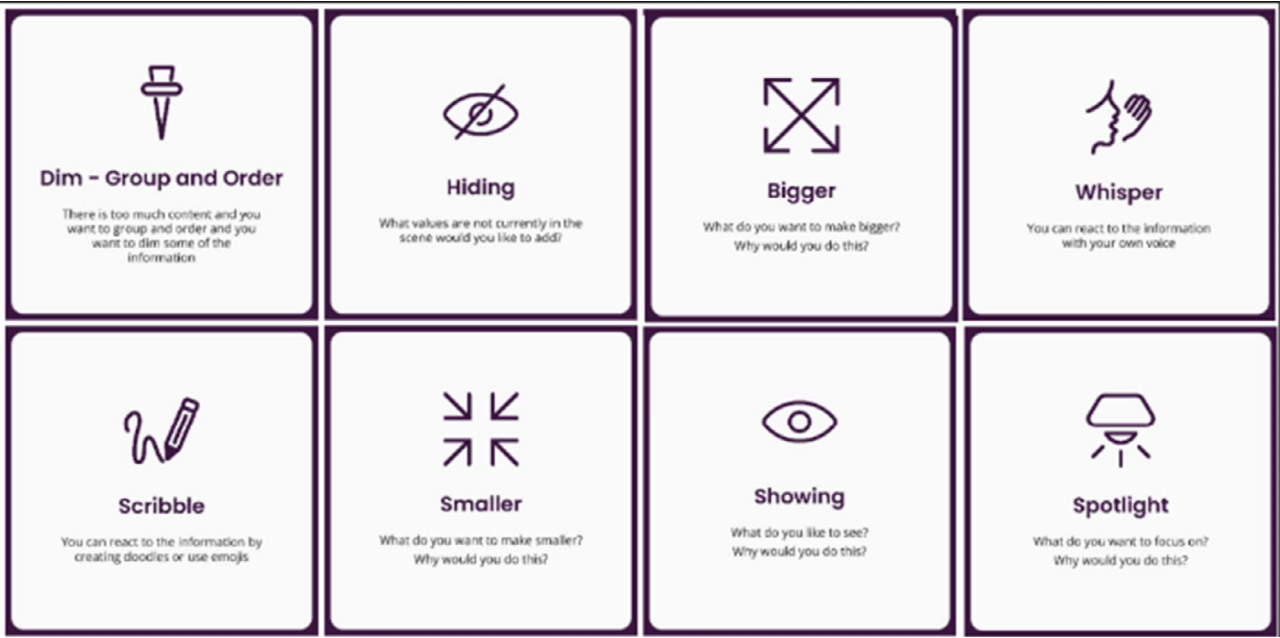 Dim - Group and Order
There is too much content and you
want to group and order and you
want to dim some of the
information
Hiding
What values are not currently in the
scene would you like to add?
Bigger
What do you want to make bigger?
Why would you do this?
Whisper
You can react to the information
with your own voice
Scribble
You can react to the information by
creating doodles or use emojis
Smaller
What do you want to make smaller?
Why would you do this?
Showing
What do you like to see?
Why would you do this?
Spotlight
What do you want to focus on?
Why would you do this?